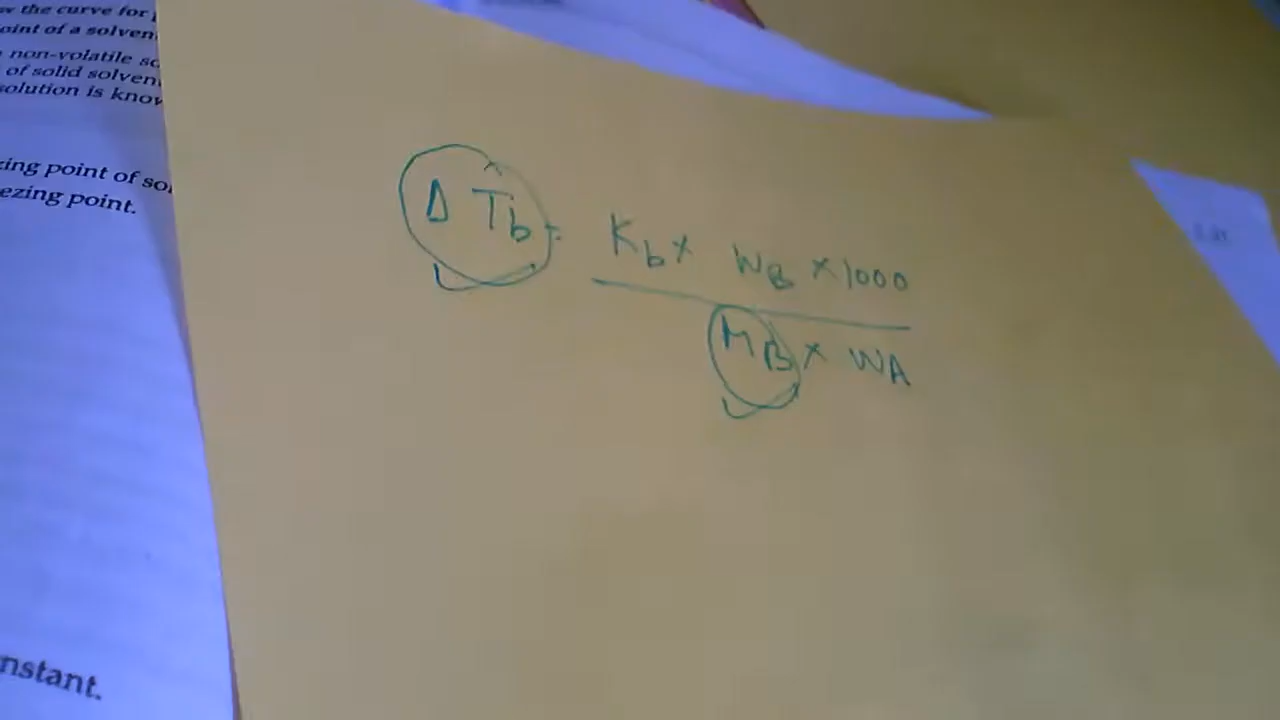 w the curve for
oint of a solven
non-volatile so
of solid solven
solution is know
zing point of so
ezing point.
Δ Tb = Kb x WB x 1000
MB x WA
nstant.